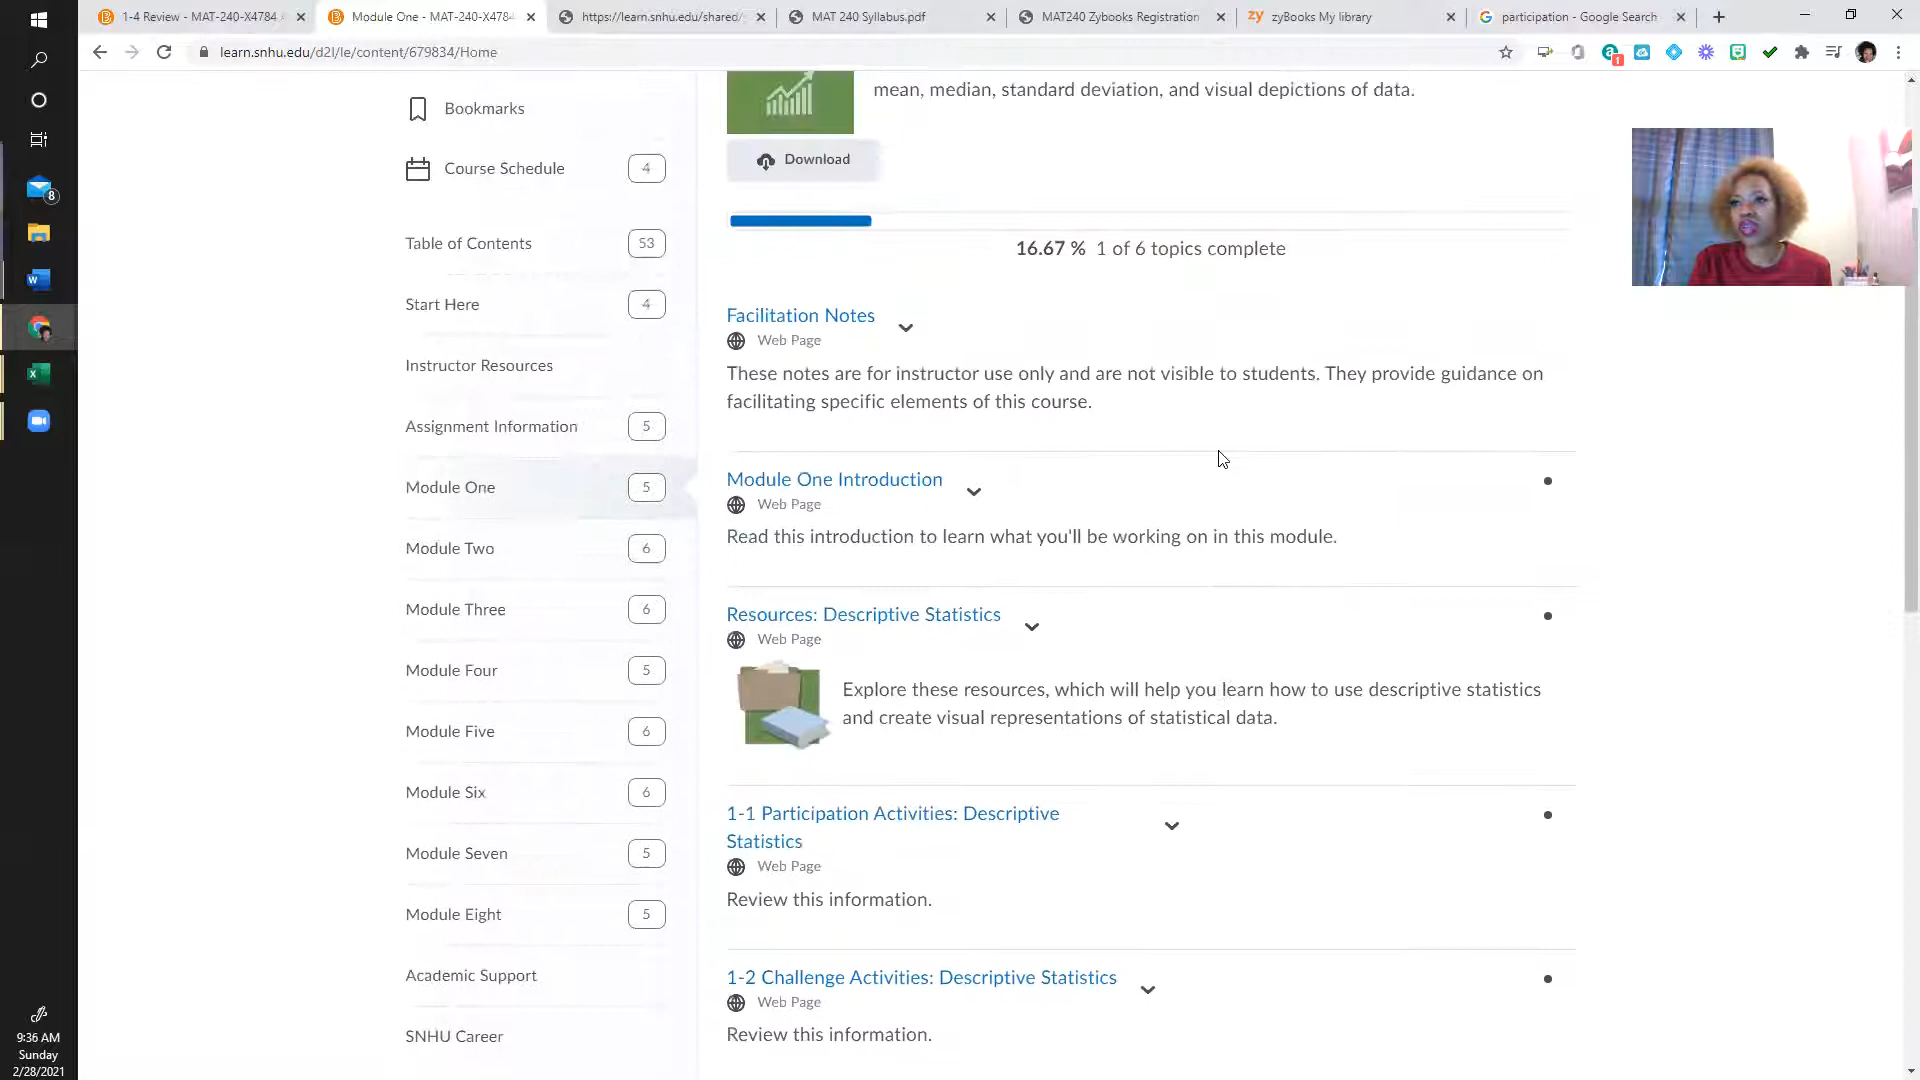 1-4 Review - MAT-240-X4784
Module One - MAT-240-X4784
https://learn.snhu.edu/shared/
MAT 240 Syllabus.pdf
MAT240 Zybooks Registration
zy
zyBooks My library
participation - Google Search
learn.snhu.edu/d2l/le/content/679834/Home
1
Bookmarks
Course Schedule
4
Table of Contents
53
Start Here
4
Instructor Resources
Assignment Information
5
Module One
5
Module Two
6
Module Three
6
Module Four
5
Module Five
6
Module Six
6
Module Seven
5
Module Eight
5
Academic Support
SNHU Career
mean, median, standard deviation, and visual depictions of data.
Download
16.67 % 1 of 6 topics complete
Facilitation Notes
Web Page
These notes are for instructor use only and are not visible to students. They provide guidance on
facilitating specific elements of this course.
Module One Introduction
Web Page
Read this introduction to learn what you'll be working on in this module.
Resources: Descriptive Statistics
Web Page
Explore these resources, which will help you learn how to use descriptive statistics
and create visual representations of statistical data.
1-1 Participation Activities: Descriptive
Statistics
Web Page
Review this information.
1-2 Challenge Activities: Descriptive Statistics
Web Page
Review this information.
8
9:36 AM
Sunday
2/28/2021